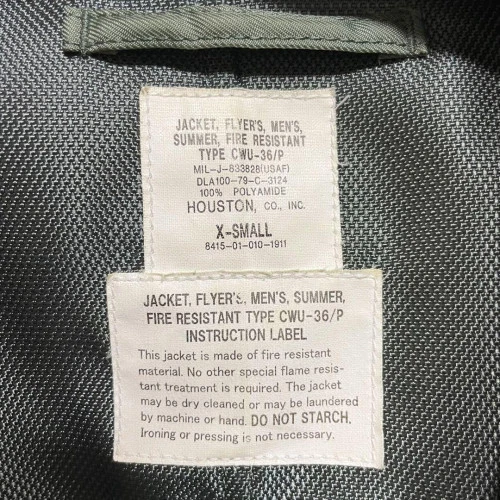 JACKET, FLYER'S, MEN'S,
SUMMER, FIRE RESISTANT
TYPE CWU-36/P
MIL-J-833828(USAF)
DLA100-79-C-3124
100% POLYAMIDE
HOUSTON, CO., INC.
X-SMALL
8415-01-010-1911
JACKET, FLYER'S, MEN'S, SUMMER,
FIRE RESISTANT TYPE CWU-36/P
INSTRUCTION LABEL
This jacket is made of fire resistant
material. No other special flame resis-
tant treatment is required. The jacket
may be dry cleaned or may be laundered
by machine or hand. DO NOT STARCH.
Ironing or pressing is not necessary.